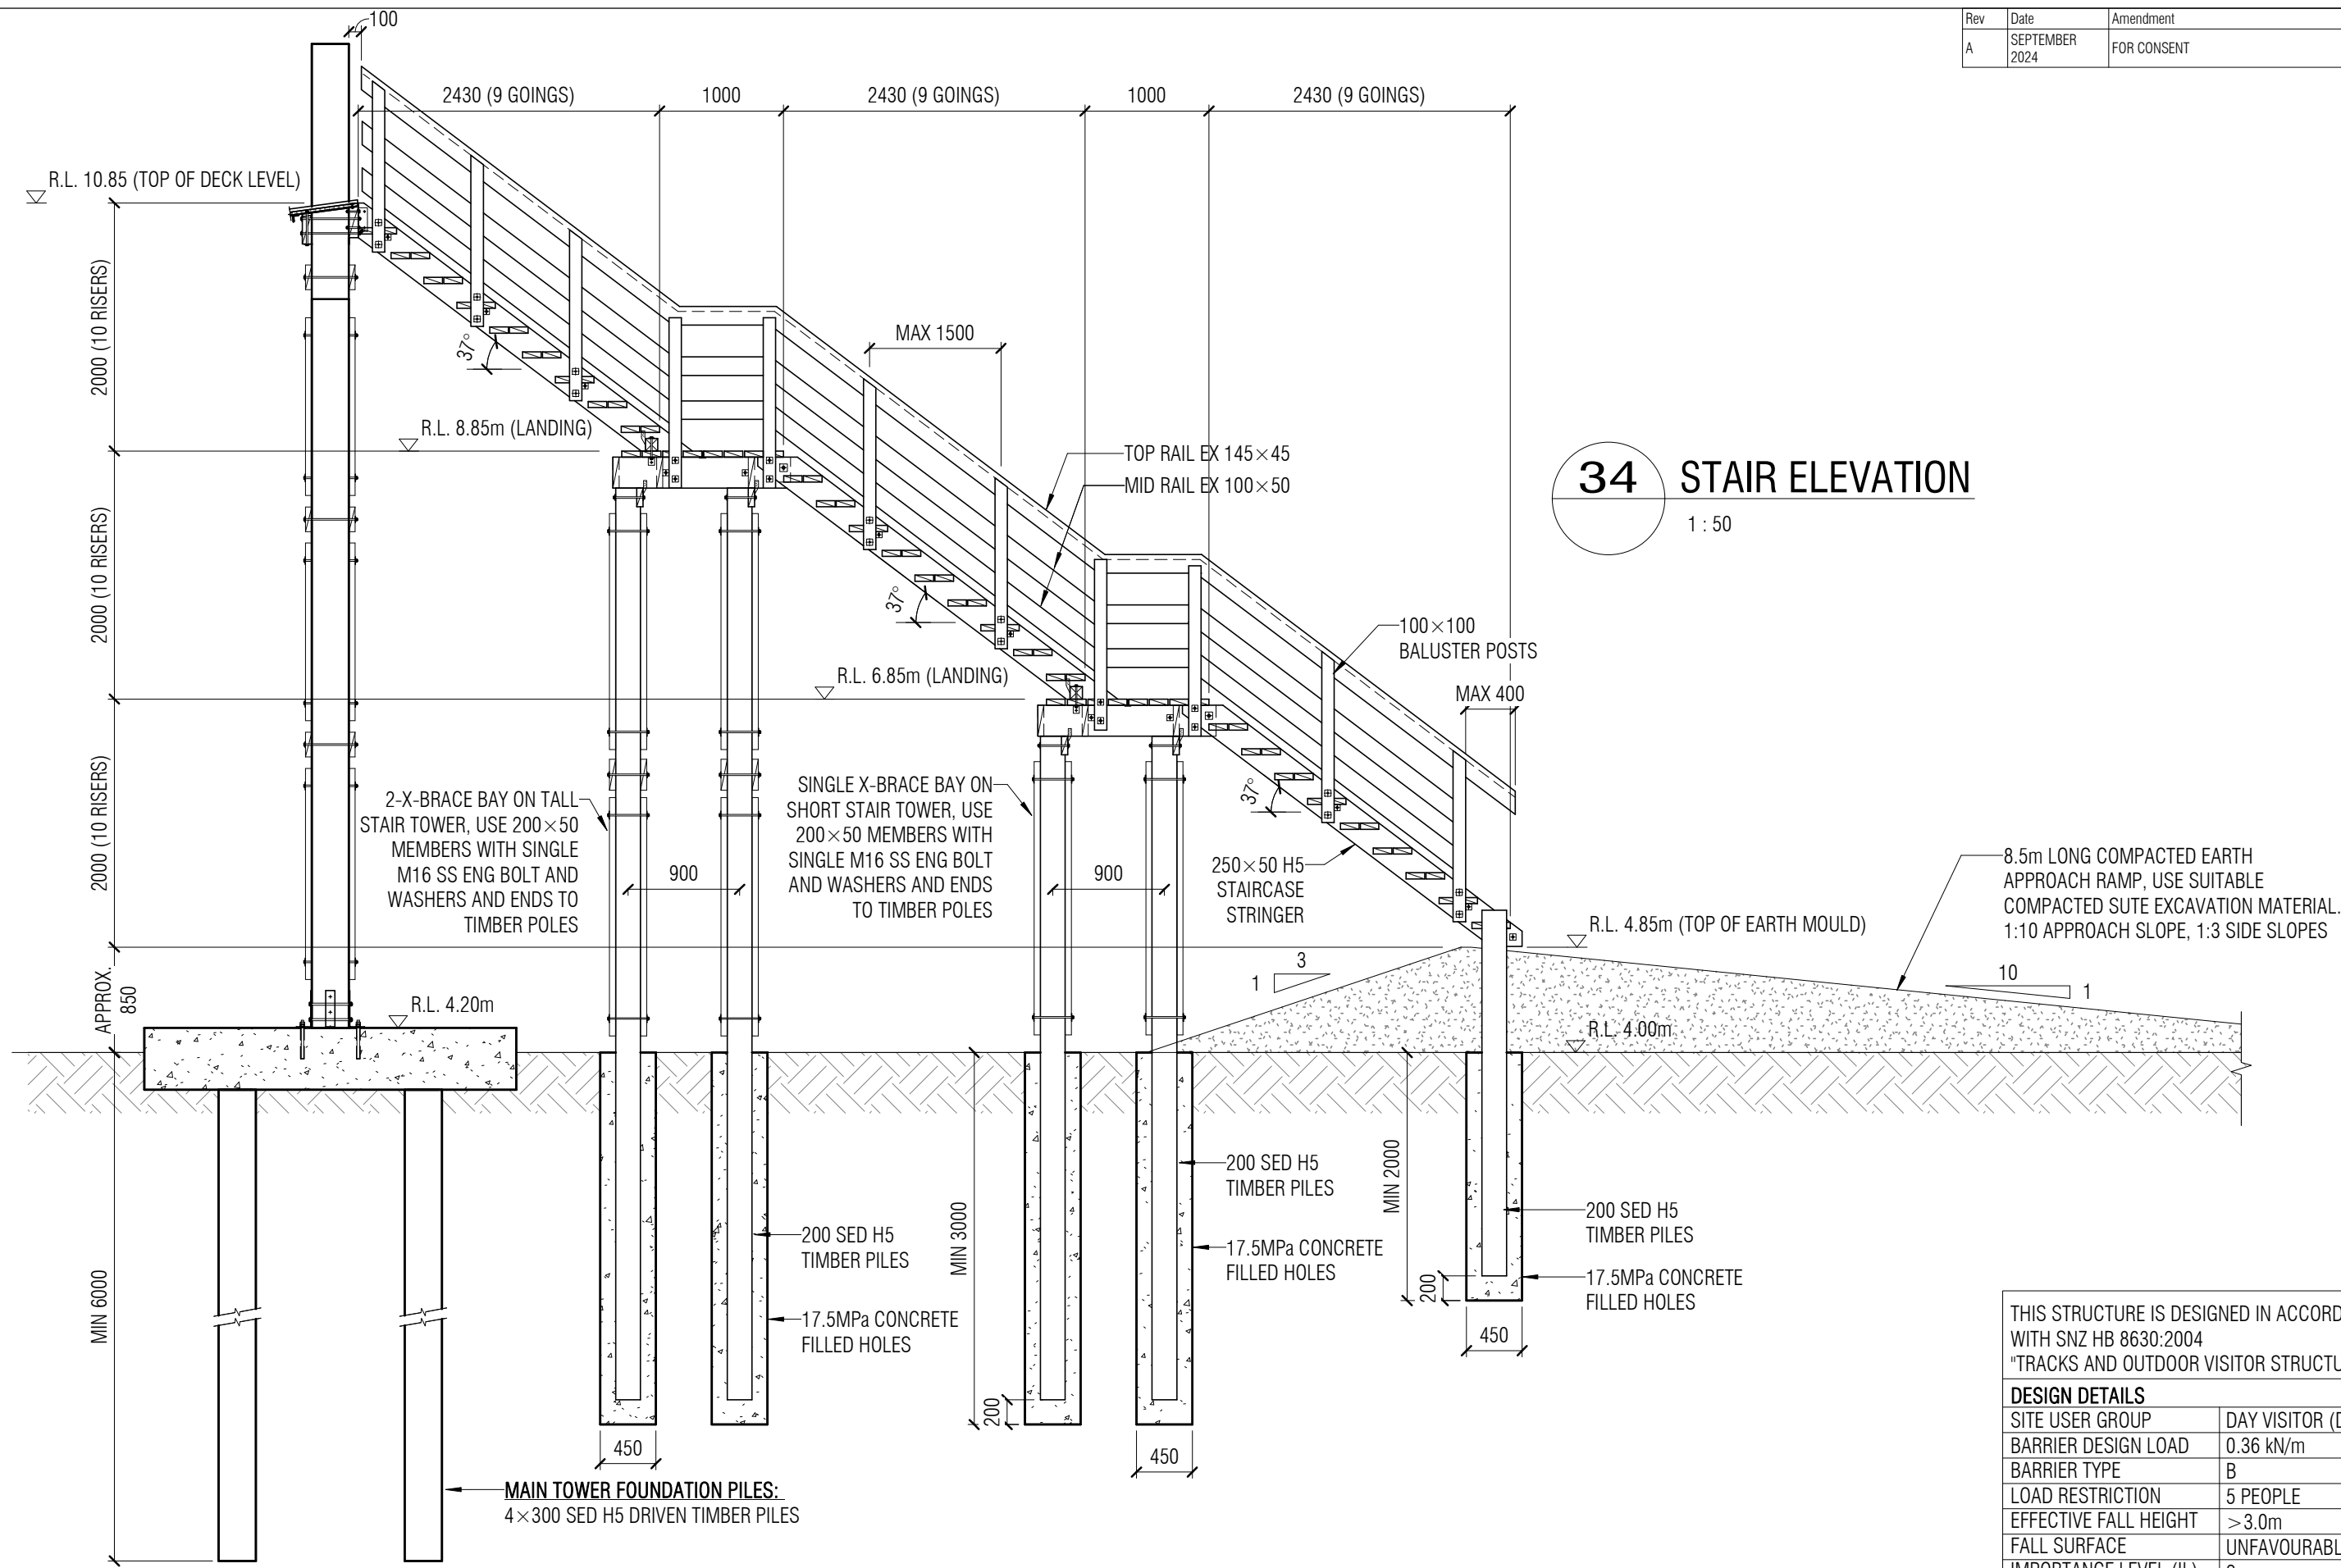 Rev Date Amendment
A SEPTEMBER 2024 FOR CONSENT
100
2430 (9 GOINGS) 1000 2430 (9 GOINGS) 1000 2430 (9 GOINGS)
R.L. 10.85 (TOP OF DECK LEVEL)
2000 (10 RISERS)
37°
MAX 1500
R.L. 8.85m (LANDING)
TOP RAIL EX 145×45
MID RAIL EX 100×50
34 STAIR ELEVATION
1 : 50
2000 (10 RISERS)
37°
100×100
BALUSTER POSTS
R.L. 6.85m (LANDING)
MAX 400
2000 (10 RISERS)
37°
2-X-BRACE BAY ON TALL
STAIR TOWER, USE 200×50
MEMBERS WITH SINGLE
M16 SS ENG BOLT AND
WASHERS AND ENDS TO
TIMBER POLES
900
SINGLE X-BRACE BAY ON
SHORT STAIR TOWER, USE
200×50 MEMBERS WITH
SINGLE M16 SS ENG BOLT
AND WASHERS AND ENDS
TO TIMBER POLES
900
250×50 H5
STAIRCASE
STRINGER
8.5m LONG COMPACTED EARTH
APPROACH RAMP, USE SUITABLE
COMPACTED SUTE EXCAVATION MATERIAL.
1:10 APPROACH SLOPE, 1:3 SIDE SLOPES
R.L. 4.85m (TOP OF EARTH MOULD)
3
1
10
1
APPROX.
850
R.L. 4.20m
R.L. 4.00m
MIN 6000
MIN 3000
MIN 2000
200 SED H5
TIMBER PILES
17.5MPa CONCRETE
FILLED HOLES
200 SED H5
TIMBER PILES
17.5MPa CONCRETE
FILLED HOLES
200 SED H5
TIMBER PILES
17.5MPa CONCRETE
FILLED HOLES
200
450
200
450
450
MAIN TOWER FOUNDATION PILES:
4×300 SED H5 DRIVEN TIMBER PILES
THIS STRUCTURE IS DESIGNED IN ACCORD
WITH SNZ HB 8630:2004
"TRACKS AND OUTDOOR VISITOR STRUCTU
DESIGN DETAILS
SITE USER GROUP DAY VISITOR (D
BARRIER DESIGN LOAD 0.36 kN/m
BARRIER TYPE B
LOAD RESTRICTION 5 PEOPLE
EFFECTIVE FALL HEIGHT >3.0m
FALL SURFACE UNFAVOURABL
IMPORTANCE LEVEL (IL)